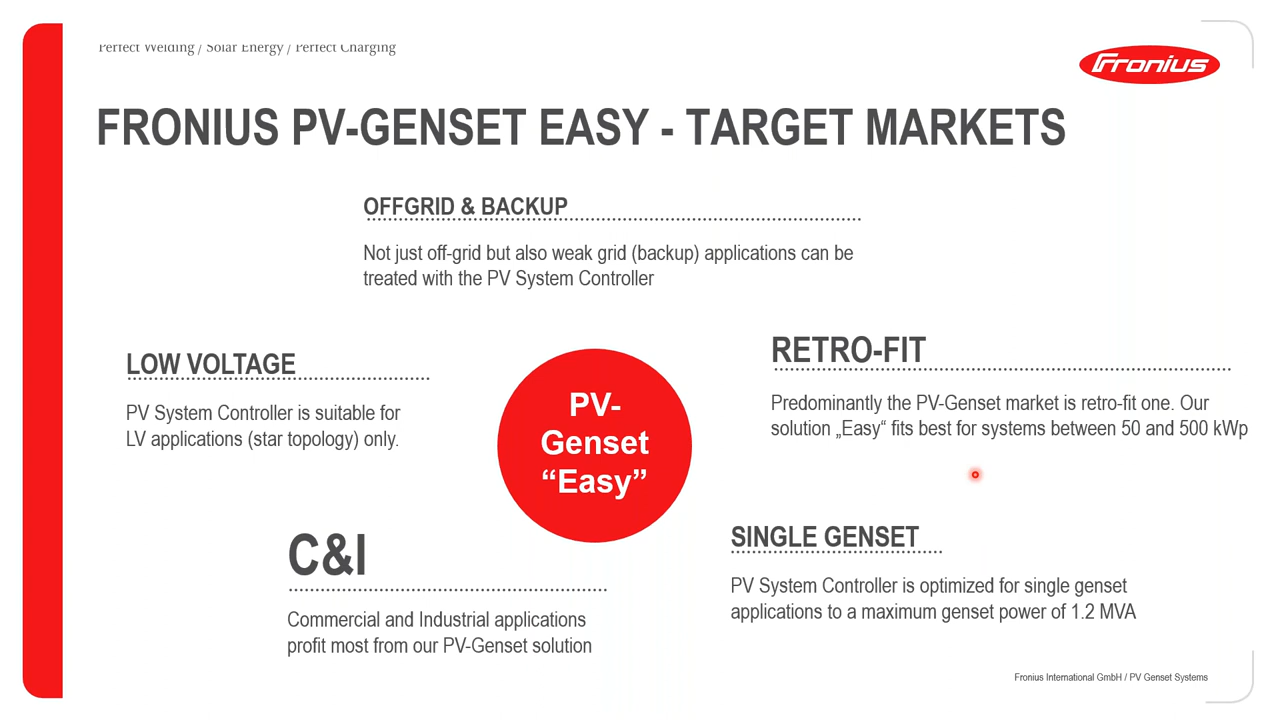 Perfect Welding / Solar Energy / Perfect Charging
Fronius
FRONIUS PV-GENSET EASY - TARGET MARKETS
OFFGRID & BACKUP
Not just off-grid but also weak grid (backup) applications can be
treated with the PV System Controller
LOW VOLTAGE
PV System Controller is suitable for
LV applications (star topology) only.
PV-
Genset
“Easy”
RETRO-FIT
Predominantly the PV-Genset market is retro-fit one. Our
solution „Easy“ fits best for systems between 50 and 500 kWp
C&I
Commercial and Industrial applications
profit most from our PV-Genset solution
SINGLE GENSET
PV System Controller is optimized for single genset
applications to a maximum genset power of 1.2 MVA
Fronius International GmbH / PV Genset Systems